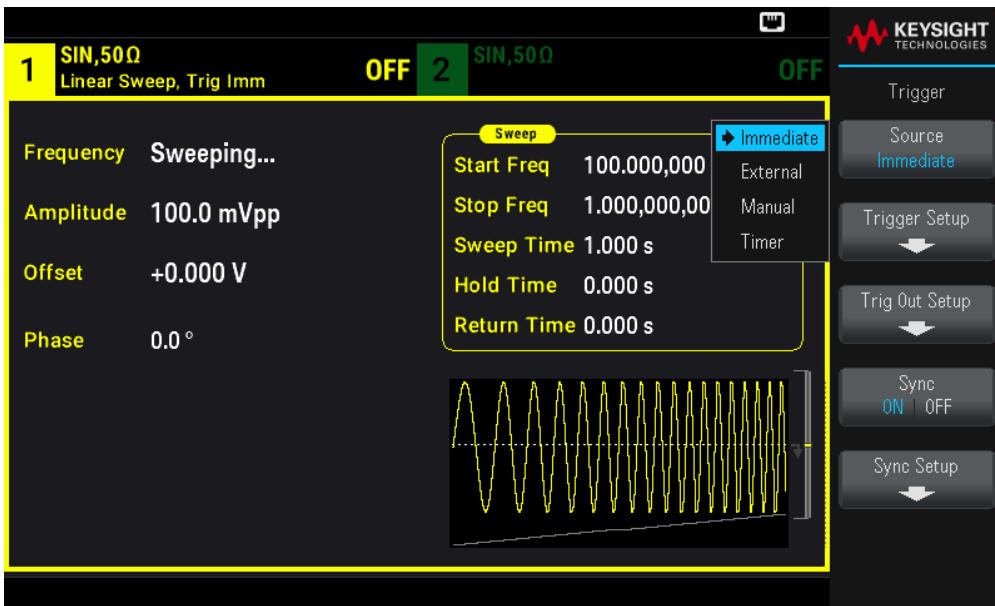 KEYSIGHT
TECHNOLOGIES
1 SIN,50Ω
Linear Sweep, Trig Imm
OFF
2 SIN,50Ω
OFF
Frequency Sweeping...
Amplitude 100.0 mVpp
Offset +0.000 V
Phase 0.0 °
Sweep
Start Freq 100.000,000
Stop Freq 1.000,000,00
Sweep Time 1.000 s
Hold Time 0.000 s
Return Time 0.000 s
Immediate
External
Manual
Timer
Trigger
Source
Immediate
Trigger Setup
Trig Out Setup
Sync
ON | OFF
Sync Setup